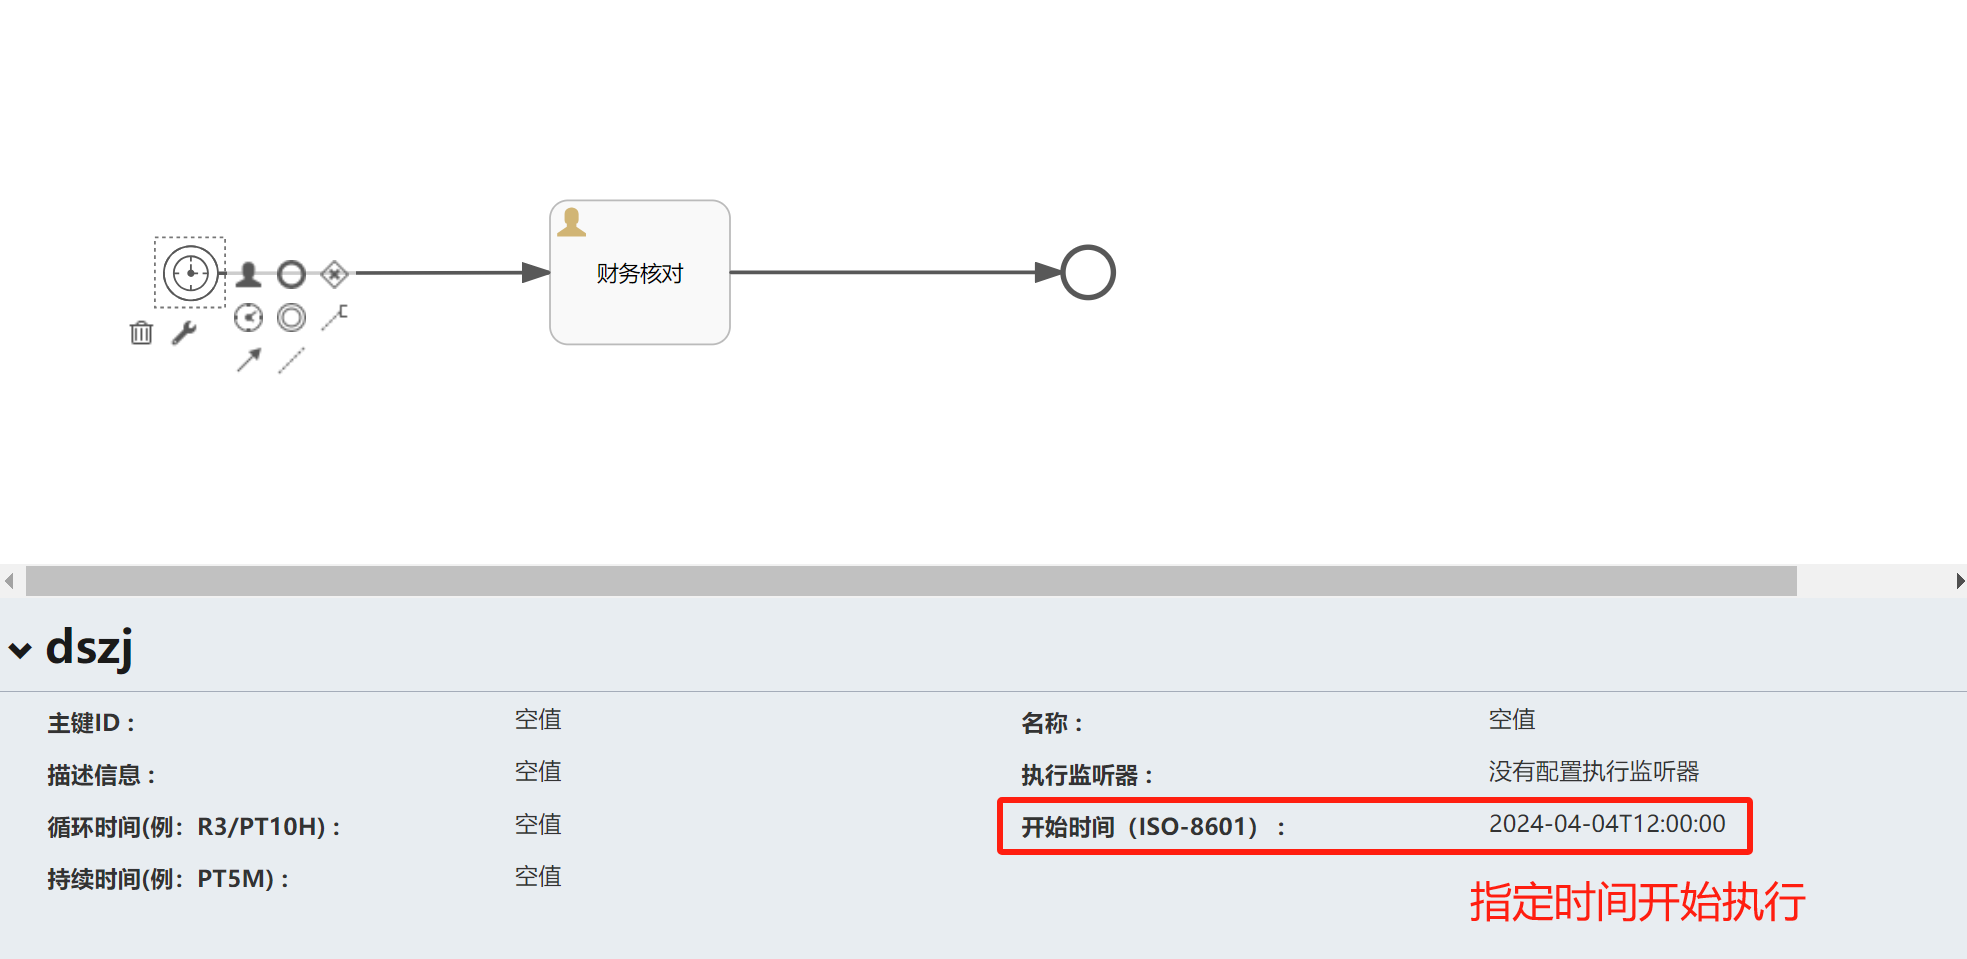 财务核对
dszj
主键ID： 空值 名称： 空值
描述信息： 空值 执行监听器： 没有配置执行监听器
循环时间(例：R3/PT10H)： 空值 开始时间（ISO-8601）： 2024-04-04T12:00:00
持续时间(例：PT5M)： 空值
指定时间开始执行